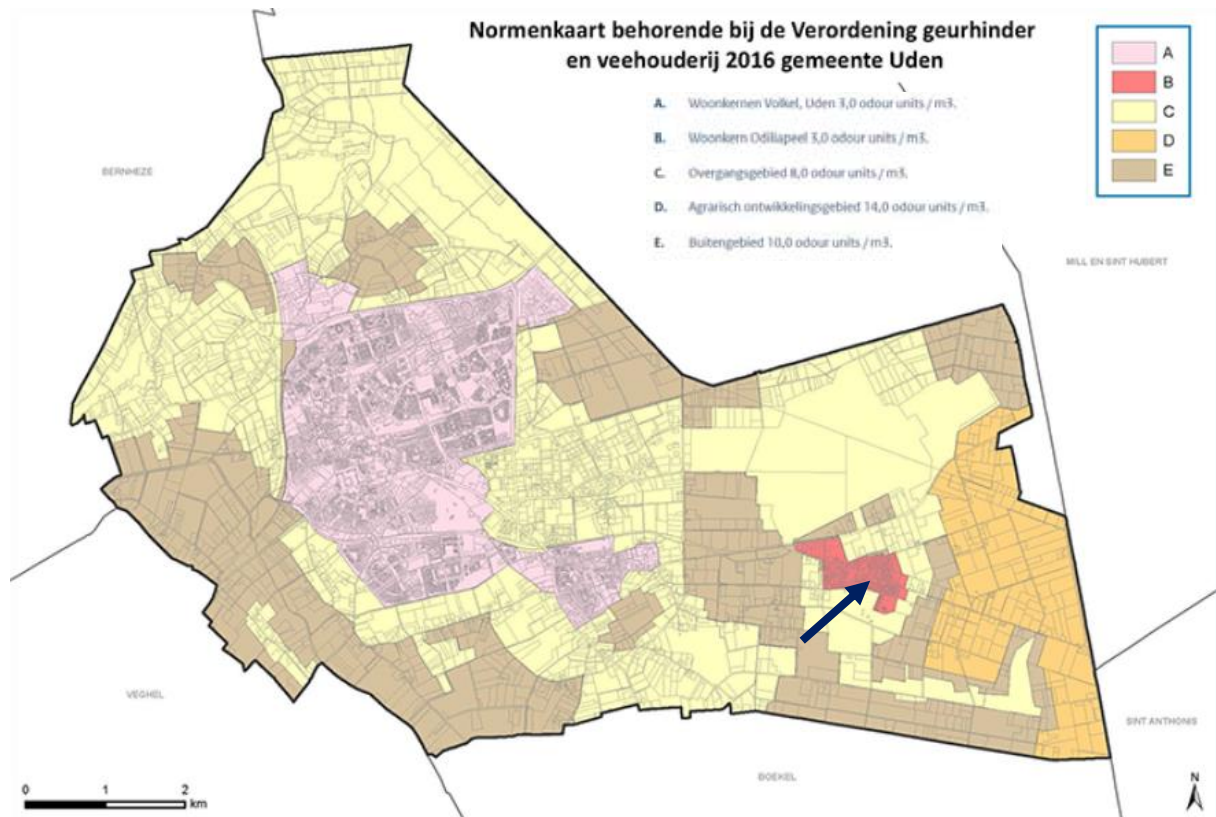 Normenkaart behorende bij de Verordening geurhinder
en veehouderij 2016 gemeente Uden
A. Woonkernen Volkel, Uden 3,0 odour units / m3.
B. Woonkern Odiliapeel 3,0 odour units / m3.
C. Overgangsgebied 8,0 odour units / m3.
D. Agrarisch ontwikkelingsgebied 14,0 odour units / m3.
E. Buitengebied 10,0 odour units / m3.
A
B
C
D
E
BERNHEZE
MILL EN SINT HUBERT
VEGHEL
SINT ANTHONIS
BOEKEL
0 1 2
km
N